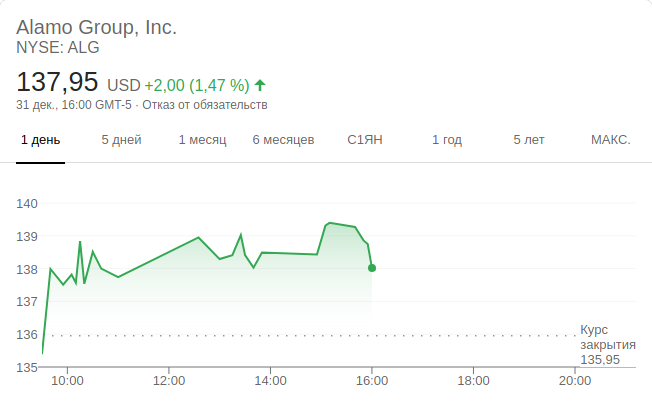 Alamo Group, Inc.
NYSE: ALG
137,95 USD +2,00 (1,47 %)
31 дек., 16:00 GMT-5 · Отказ от обязательств
1 день 5 дней 1 месяц 6 месяцев С1ЯН 1 год 5 лет МАКС.
140
139
138
137
136
135
Курс
закрытия
135,95
10:00 12:00 14:00 16:00 18:00 20:00